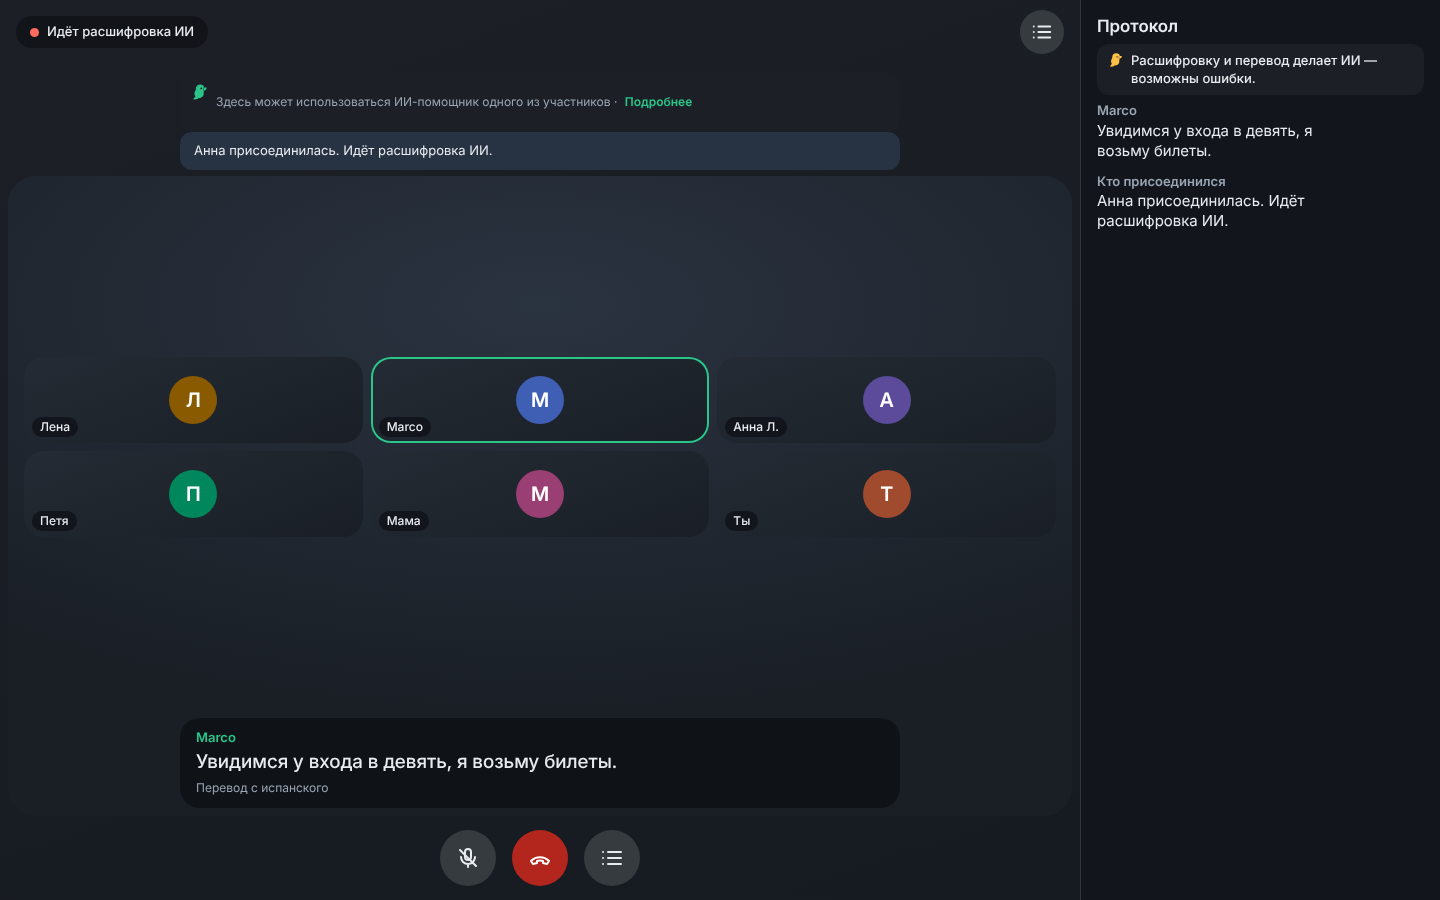 Идёт расшифровка ИИ
Здесь может использоваться ИИ-помощник одного из участников · Подробнее
Анна присоединилась. Идёт расшифровка ИИ.
Л
Лена
М
Marco
А
Анна Л.
П
Петя
М
Мама
Т
Ты
Marco
Увидимся у входа в девять, я возьму билеты.
Перевод с испанского
Протокол
Расшифровку и перевод делает ИИ —
возможны ошибки.
Marco
Увидимся у входа в девять, я
возьму билеты.
Кто присоединился
Анна присоединилась. Идёт
расшифровка ИИ.